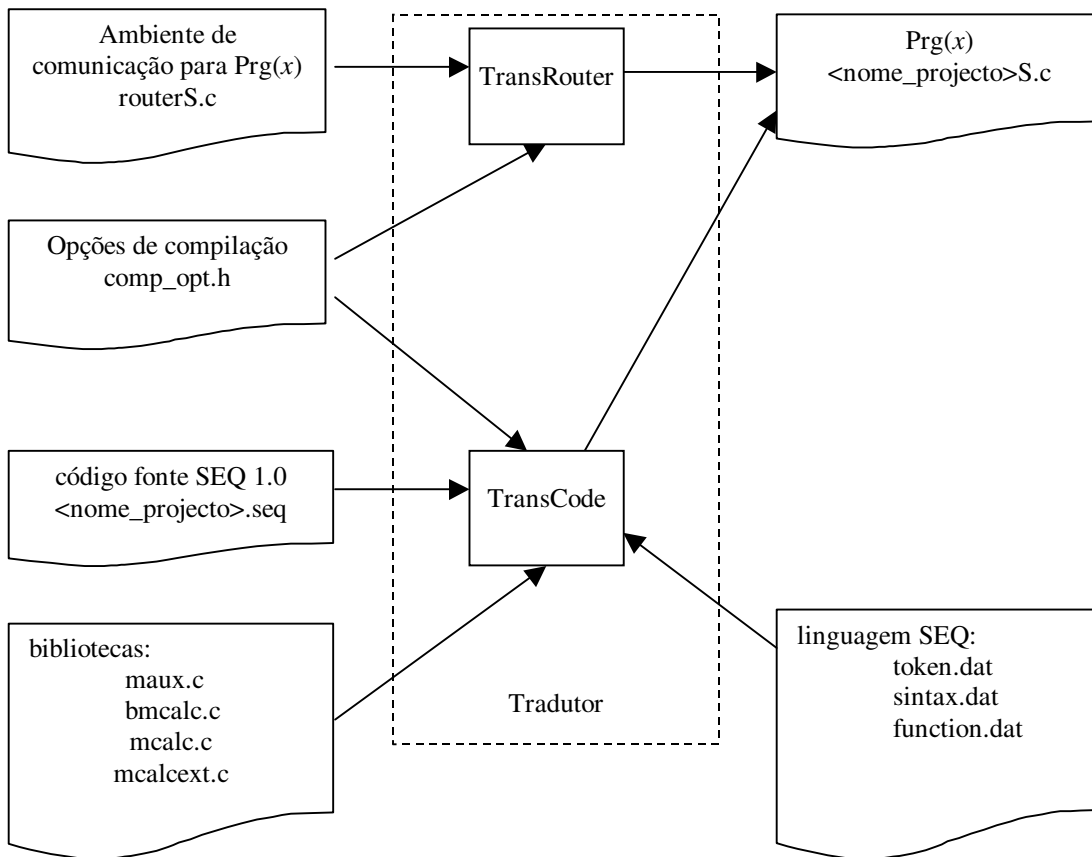 Ambiente de
comunicação para Prg(x)
routerS.c
TransRouter
Prg(x)
<nome_projecto>S.c
Opções de compilação
comp_opt.h
código fonte SEQ 1.0
<nome_projecto>.seq
TransCode
bibliotecas:
maux.c
bmcalc.c
mcalc.c
mcalcext.c
Tradutor
linguagem SEQ:
token.dat
sintax.dat
function.dat